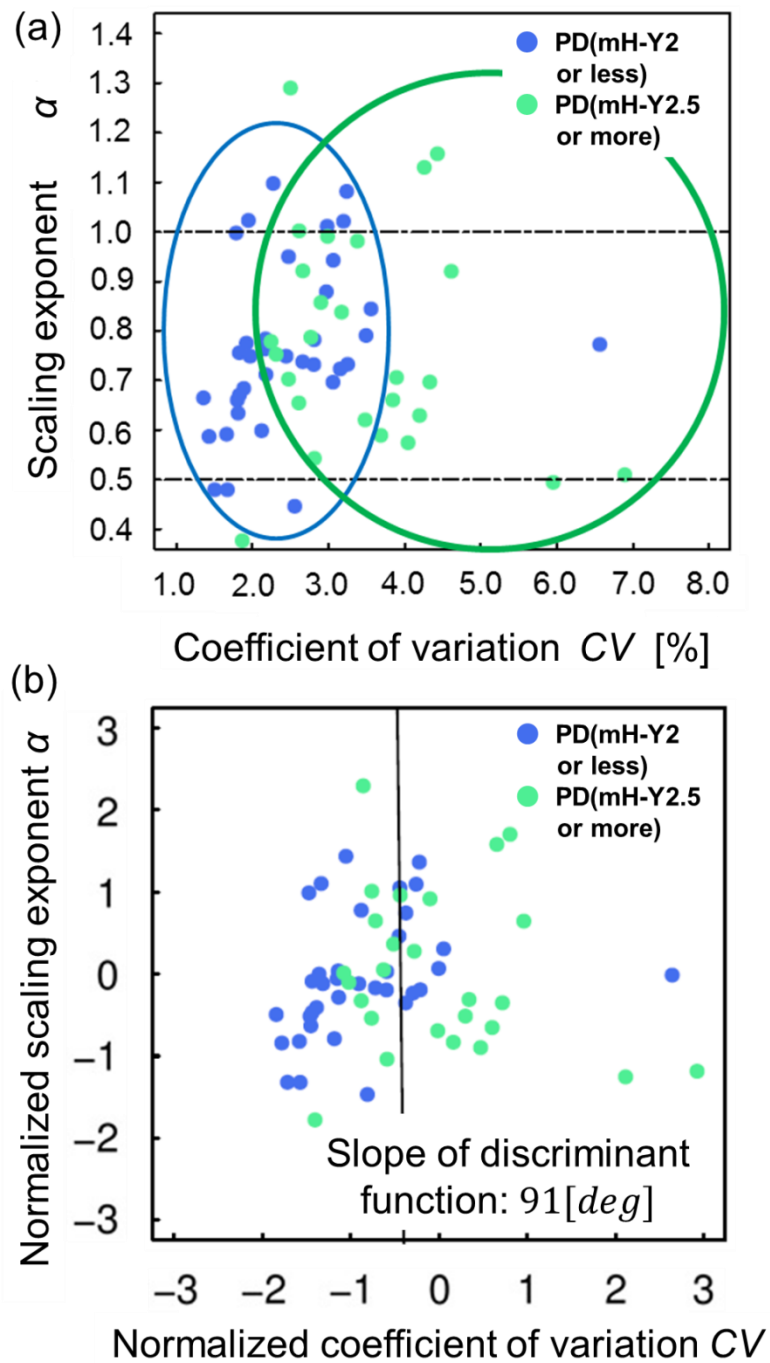 (a)
Scaling exponent α
1.4
1.3
1.2
1.1
1.0
0.9
0.8
0.7
0.6
0.5
0.4
PD(mH-Y2
or less)
PD(mH-Y2.5
or more)
1.0 2.0 3.0 4.0 5.0 6.0 7.0 8.0
Coefficient of variation CV [%]
(b)
Normalized scaling exponent α
3
2
1
0
−1
−2
−3
PD(mH-Y2
or less)
PD(mH-Y2.5
or more)
Slope of discriminant
function: 91[deg]
−3 −2 −1 0 1 2 3
Normalized coefficient of variation CV